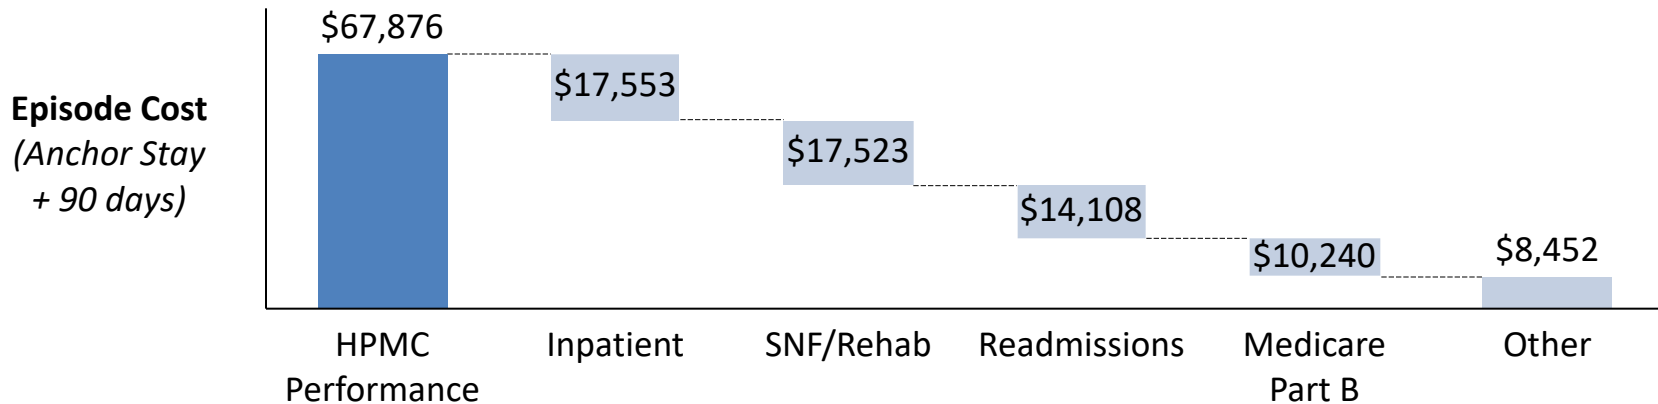 Episode Cost
(Anchor Stay
+ 90 days)
$67,876
$17,553
$17,523
$14,108
$10,240
$8,452
HPMC
Performance
Inpatient
SNF/Rehab
Readmissions
Medicare
Part B
Other